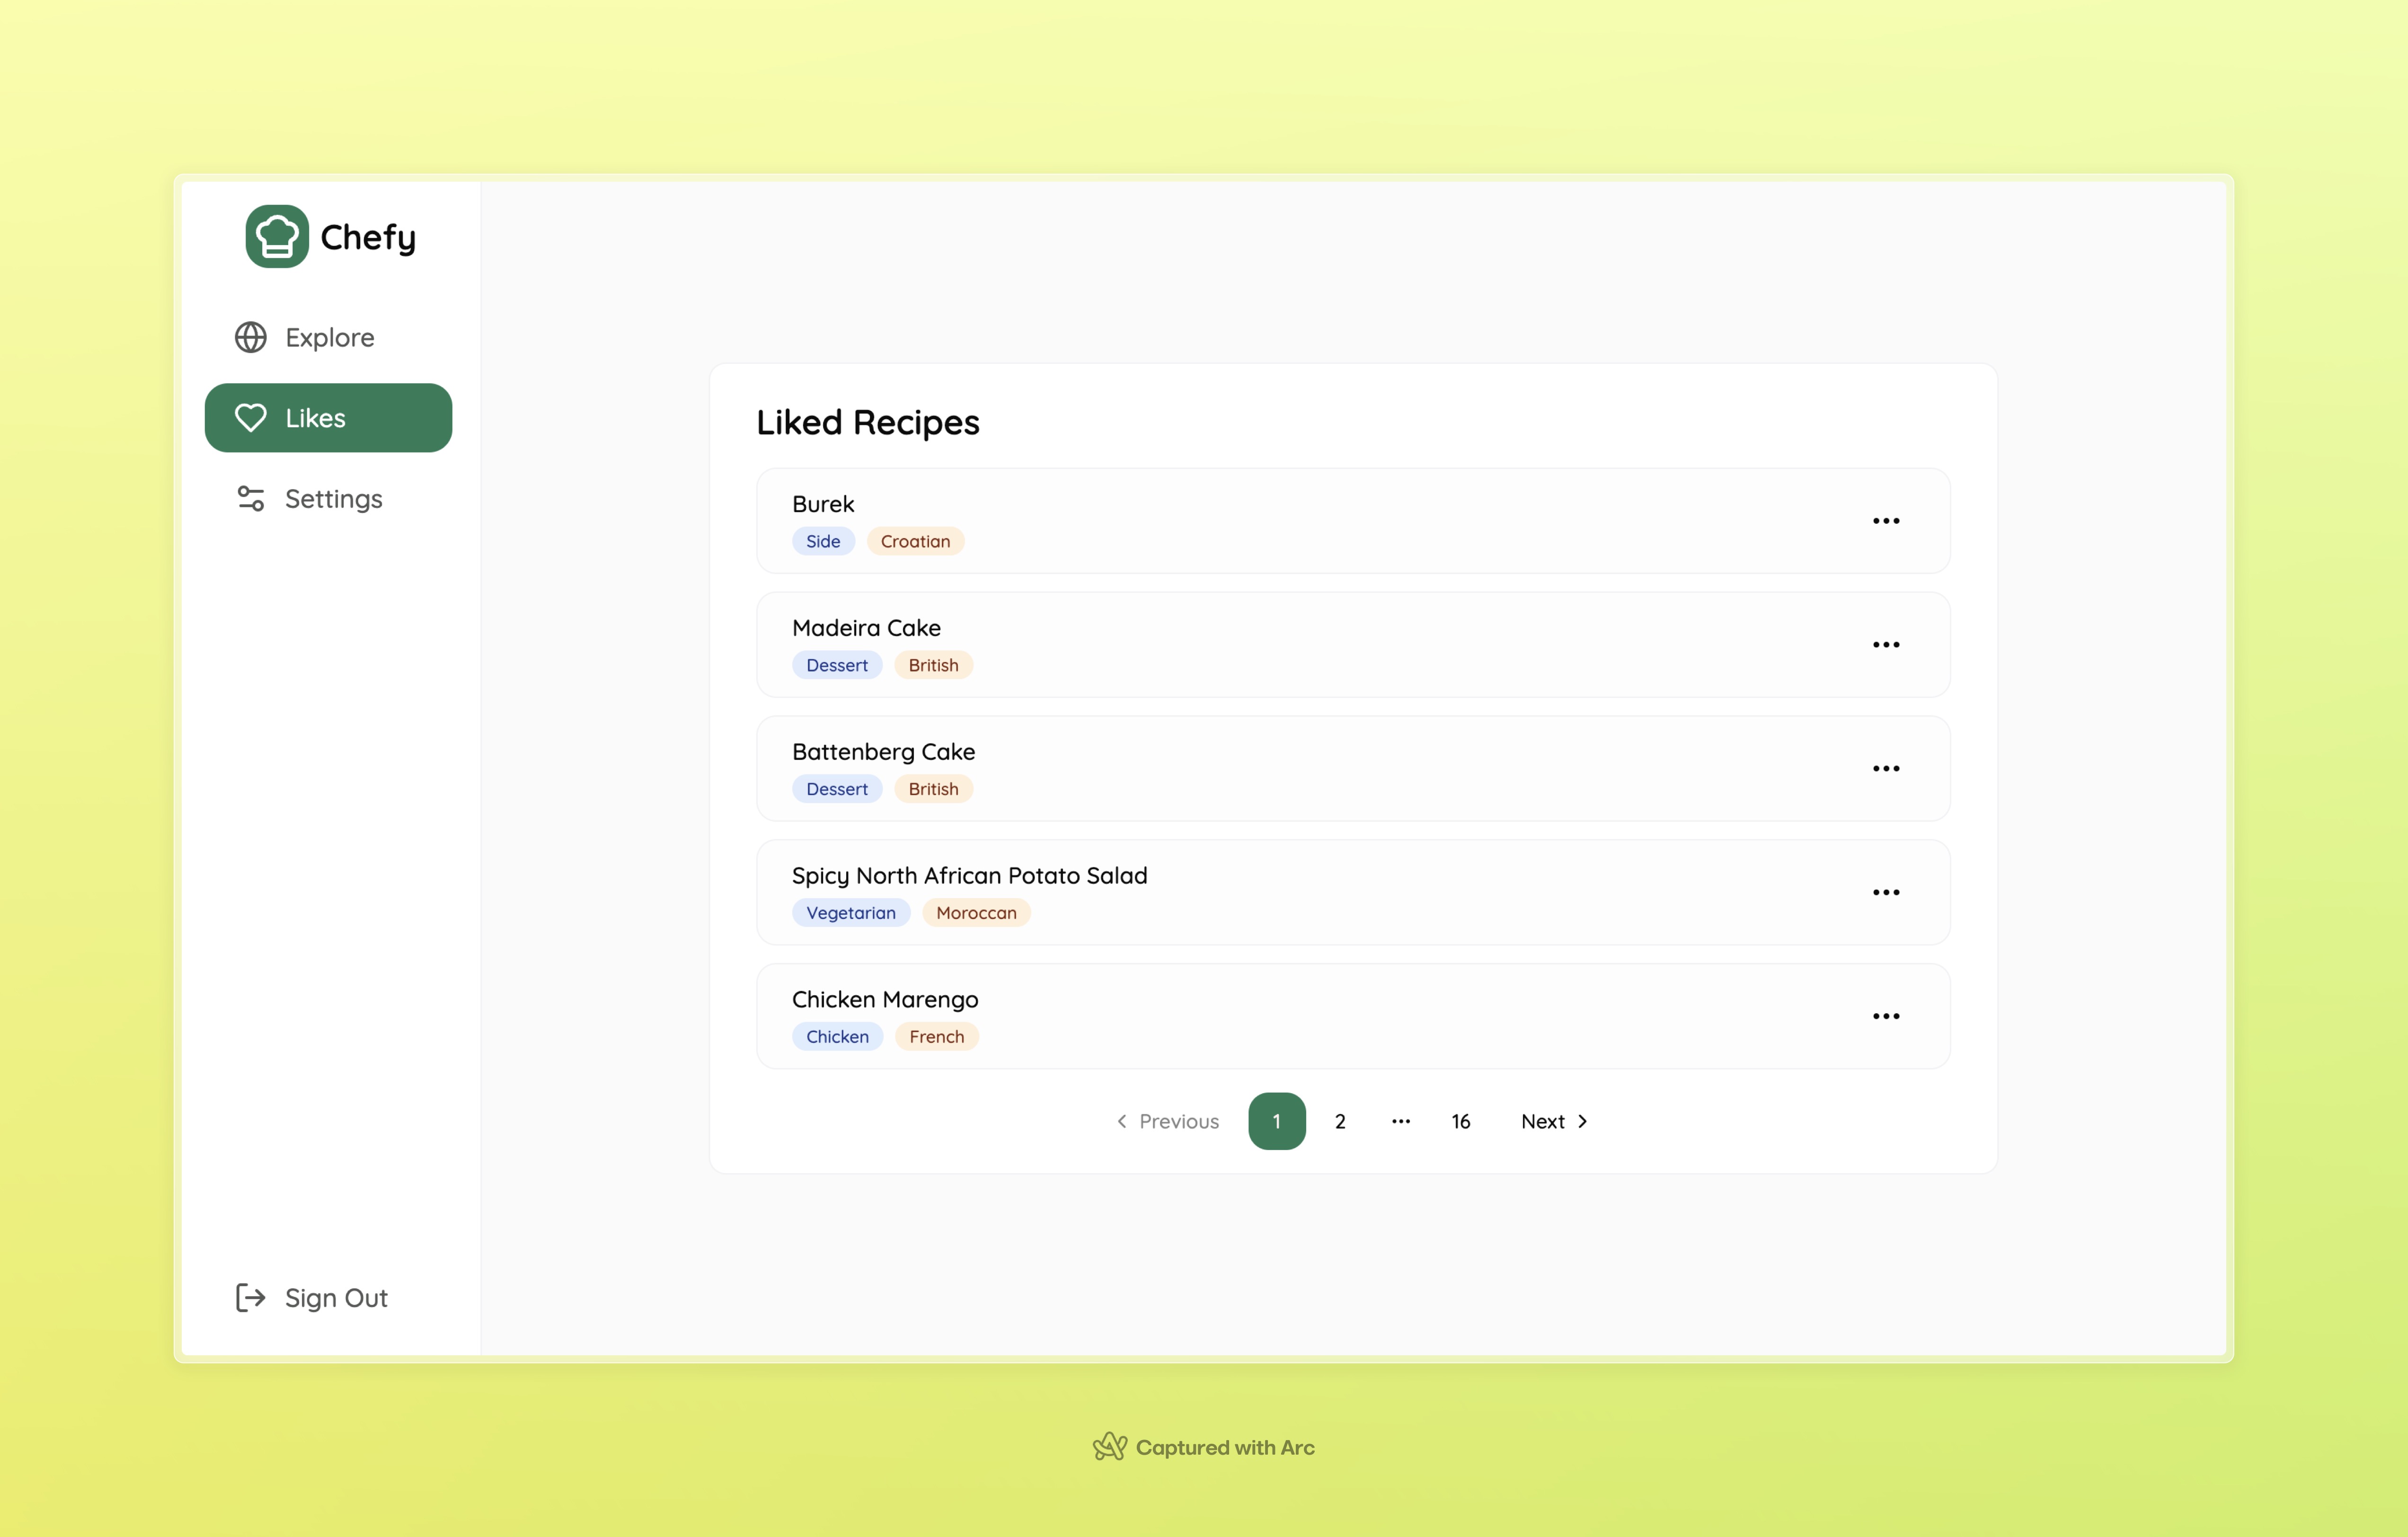 Chefy
Explore
Likes
Settings
Sign Out
Liked Recipes
Burek
Side Croatian
Madeira Cake
Dessert British
Battenberg Cake
Dessert British
Spicy North African Potato Salad
Vegetarian Moroccan
Chicken Marengo
Chicken French
Previous 1 2 ... 16 Next
Captured with Arc